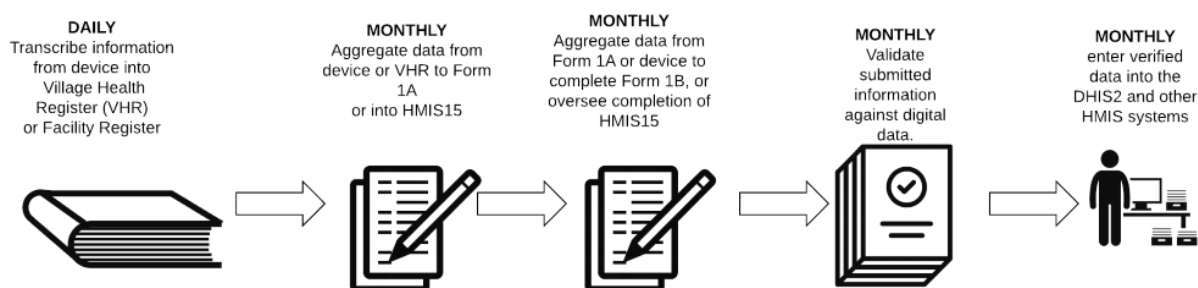 DAILY
Transcribe information
from device into
Village Health
Register (VHR)
or Facility Register
MONTHLY
Aggregate data from
device or VHR to Form
1A
or into HMIS15
MONTHLY
Aggregate data from
Form 1A or device to
complete Form 1B, or
oversee completion of
HMIS15
MONTHLY
Validate
submitted
information
against digital
data.
MONTHLY
enter verified
data into the
DHIS2 and other
HMIS systems